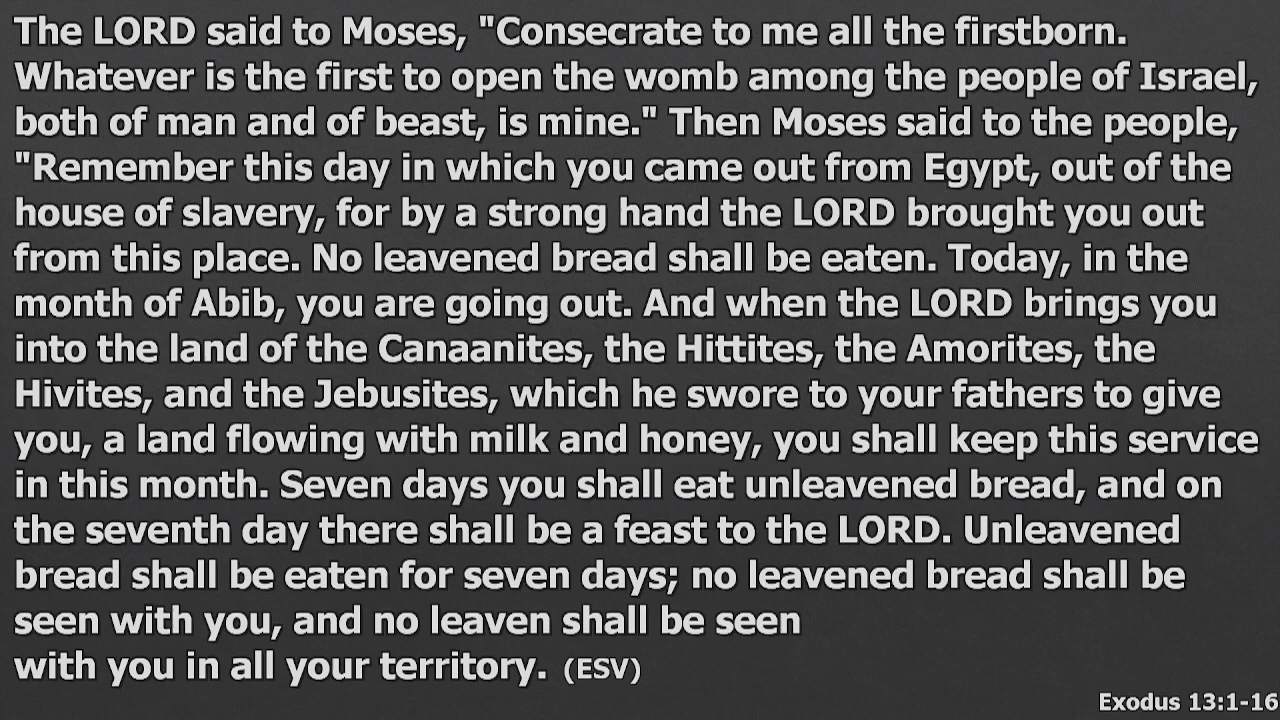 The LORD said to Moses, "Consecrate to me all the firstborn.
Whatever is the first to open the womb among the people of Israel,
both of man and of beast, is mine." Then Moses said to the people,
"Remember this day in which you came out from Egypt, out of the
house of slavery, for by a strong hand the LORD brought you out
from this place. No leavened bread shall be eaten. Today, in the
month of Abib, you are going out. And when the LORD brings you
into the land of the Canaanites, the Hittites, the Amorites, the
Hivites, and the Jebusites, which he swore to your fathers to give
you, a land flowing with milk and honey, you shall keep this service
in this month. Seven days you shall eat unleavened bread, and on
the seventh day there shall be a feast to the LORD. Unleavened
bread shall be eaten for seven days; no leavened bread shall be
seen with you, and no leaven shall be seen
with you in all your territory. (ESV)
Exodus 13:1-16